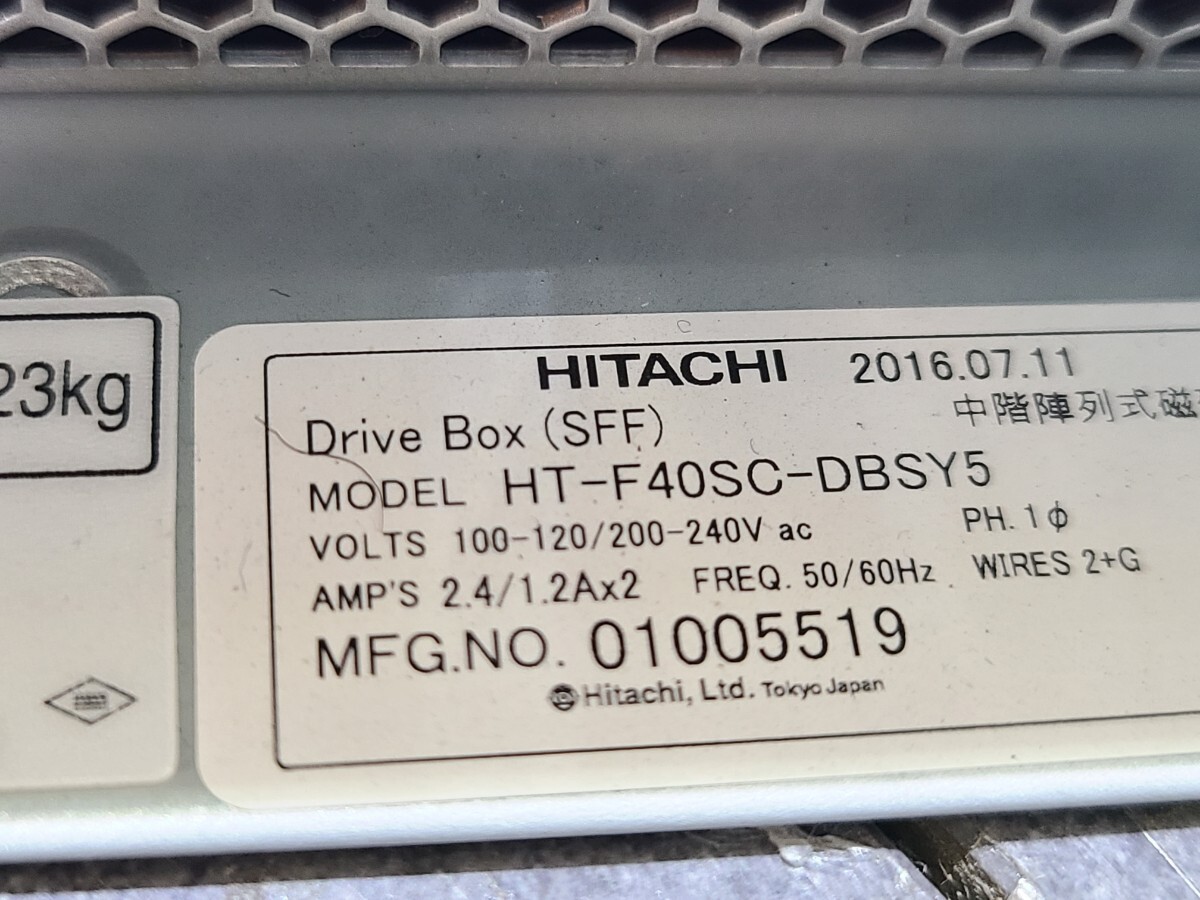 23kg
HITACHI 2016.07.11
中階陣列式磁
Drive Box (SFF)
MODEL HT-F40SC-DBSY5
VOLTS 100-120/200-240V ac PH. 1φ
AMP'S 2.4/1.2Ax2 FREQ. 50/60Hz WIRES 2+G
MFG.NO. 01005519
Hitachi, Ltd. Tokyo Japan